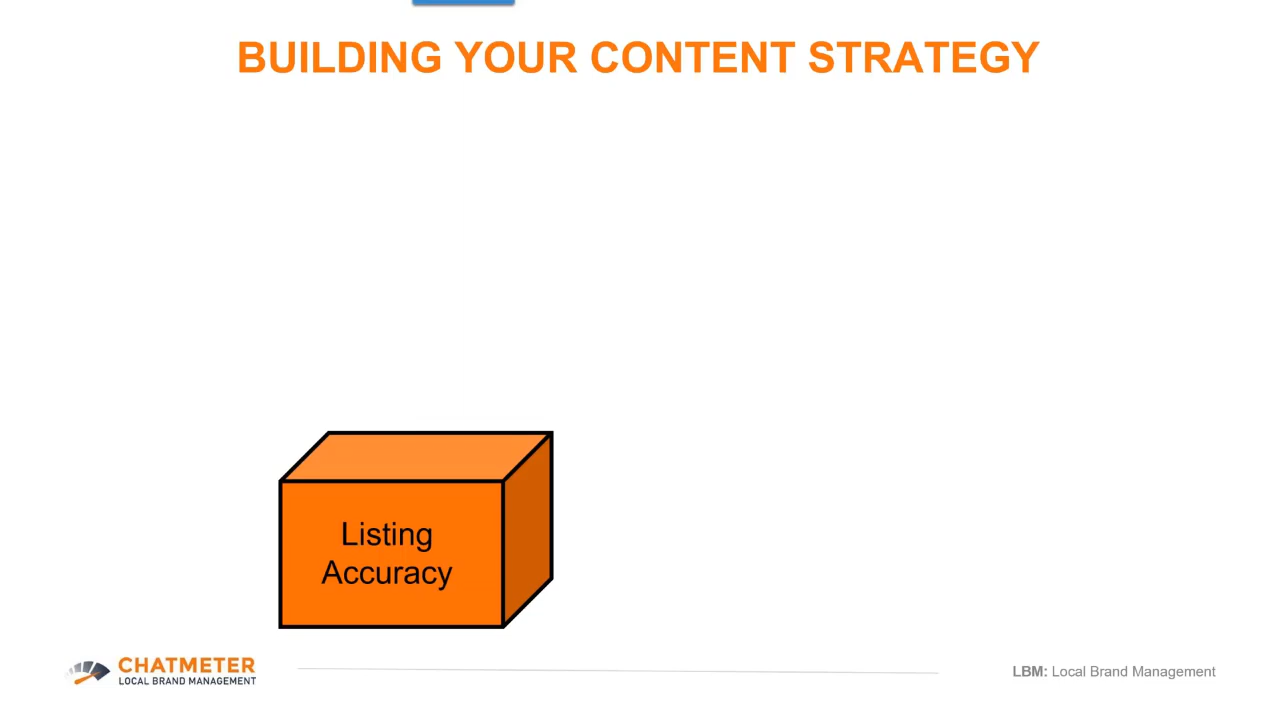 BUILDING YOUR CONTENT STRATEGY
Listing
Accuracy
CHATMETER
LOCAL BRAND MANAGEMENT
LBM: Local Brand Management